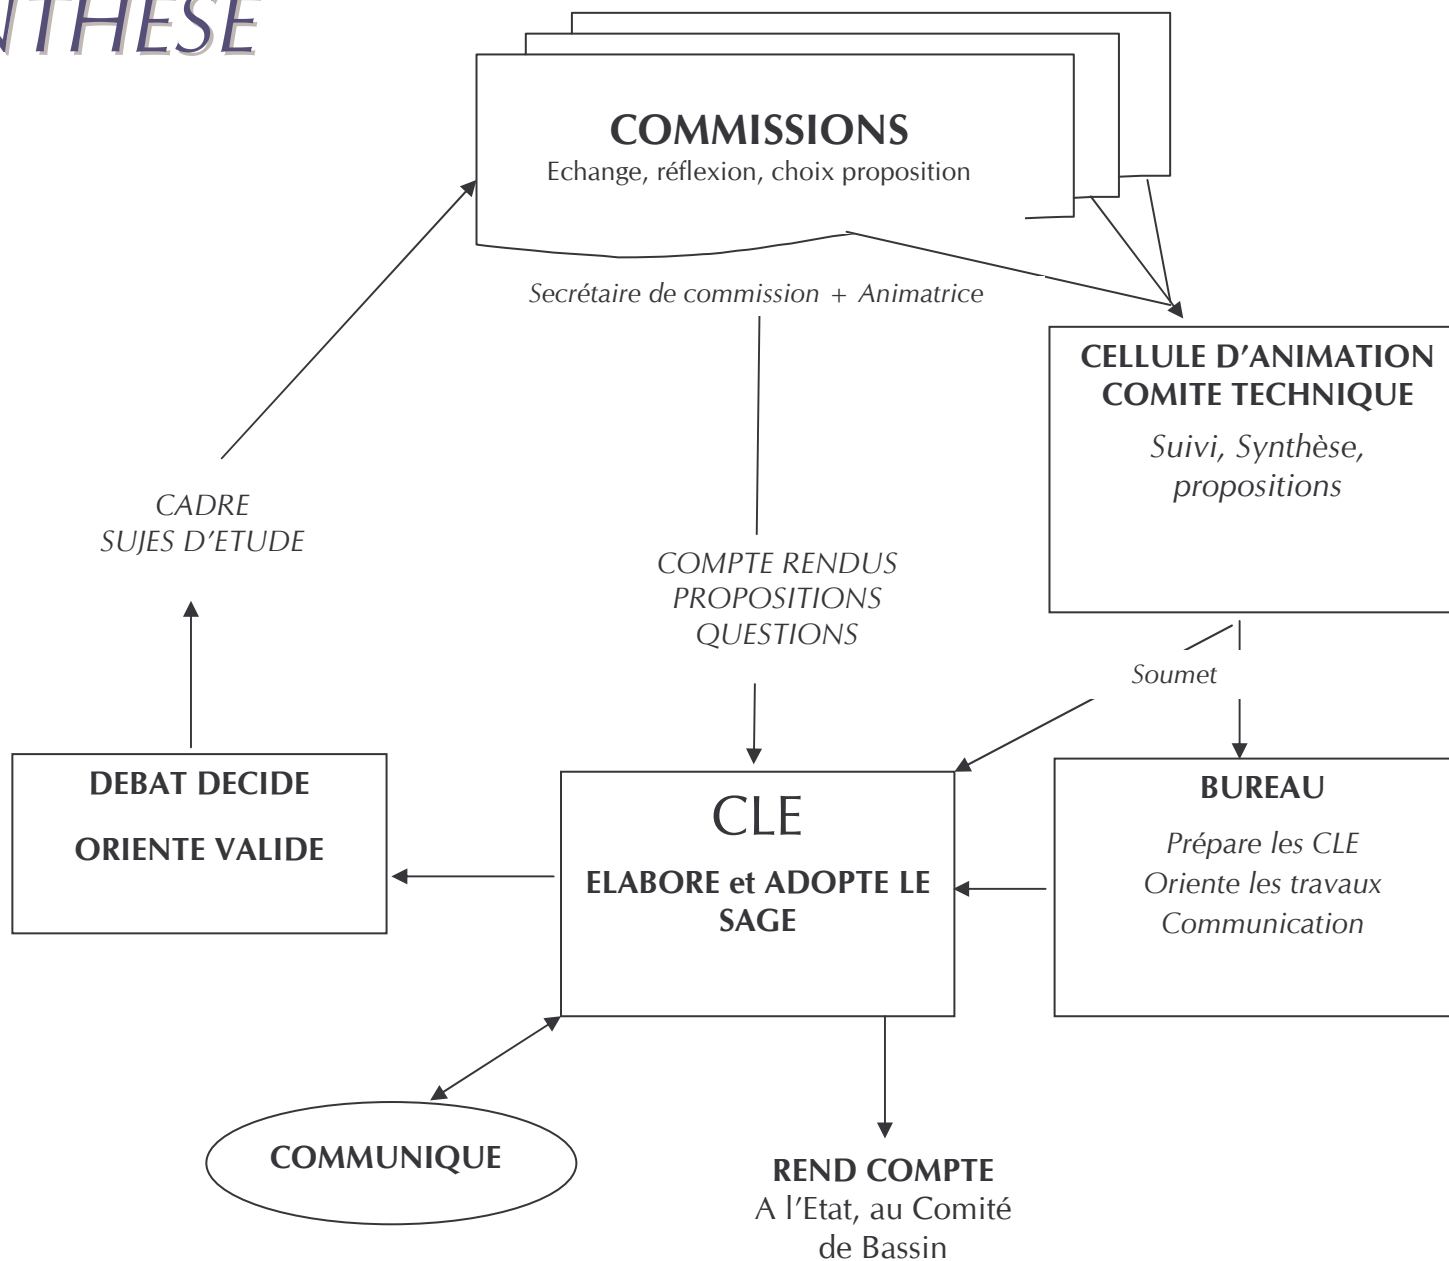 NTHESE
COMMISSIONS
Echange, réflexion, choix proposition
Secrétaire de commission + Animatrice
CELLULE D’ANIMATION
COMITE TECHNIQUE
Suivi, Synthèse,
propositions
CADRE
SUJES D’ETUDE
COMPTE RENDUS
PROPOSITIONS
QUESTIONS
Soumet
DEBAT DECIDE
ORIENTE VALIDE
CLE
ELABORE et ADOPTE LE
SAGE
BUREAU
Prépare les CLE
Oriente les travaux
Communication
COMMUNIQUE
REND COMPTE
A l’Etat, au Comité
de Bassin